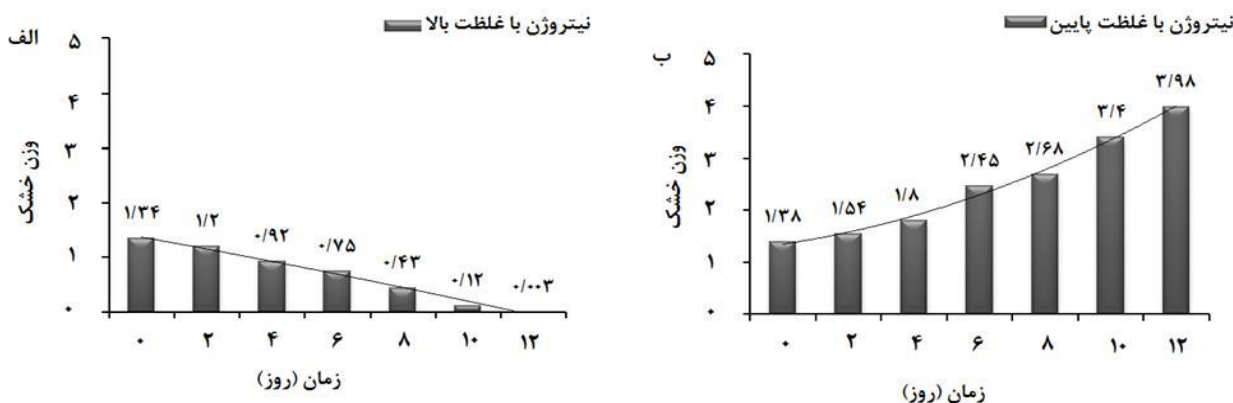 نیتروژن با غلظت بالا
الف
۵
۴
۳
۲
۱
۰
وزن خشک
۱/۳۴
۱/۲
۰/۹۲
۰/۷۵
۰/۴۳
۰/۱۲
۰/۰۰۳
۰ ۲ ۴ ۶ ۸ ۱۰ ۱۲
زمان (روز)
نیتروژن با غلظت پایین
ب
۵
۴
۳
۲
۱
۰
وزن خشک
۱/۳۸
۱/۵۴
۱/۸
۲/۴۵
۲/۶۸
۳/۴
۳/۹۸
۰ ۲ ۴ ۶ ۸ ۱۰ ۱۲
زمان (روز)